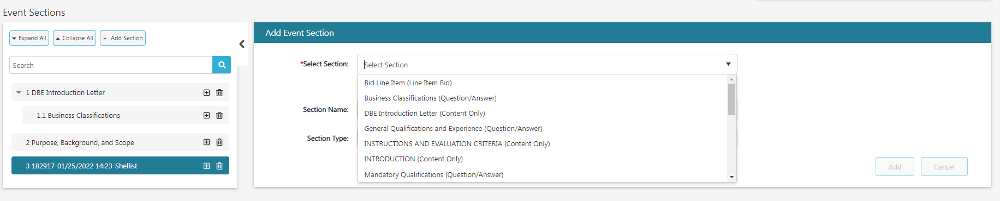 Event Sections
Expand All
Collapse All
+ Add Section
Search
1 DBE Introduction Letter
1.1 Business Classifications
2 Purpose, Background, and Scope
3 182917-01/25/2022 14:23-Shellist
Add Event Section
*Select Section:
Select Section
Bid Line Item (Line Item Bid)
Business Classifications (Question/Answer)
DBE Introduction Letter (Content Only)
General Qualifications and Experience (Question/Answer)
INSTRUCTIONS AND EVALUATION CRITERIA (Content Only)
INTRODUCTION (Content Only)
Mandatory Qualifications (Question/Answer)
Section Name:
Section Type:
Add
Cancel